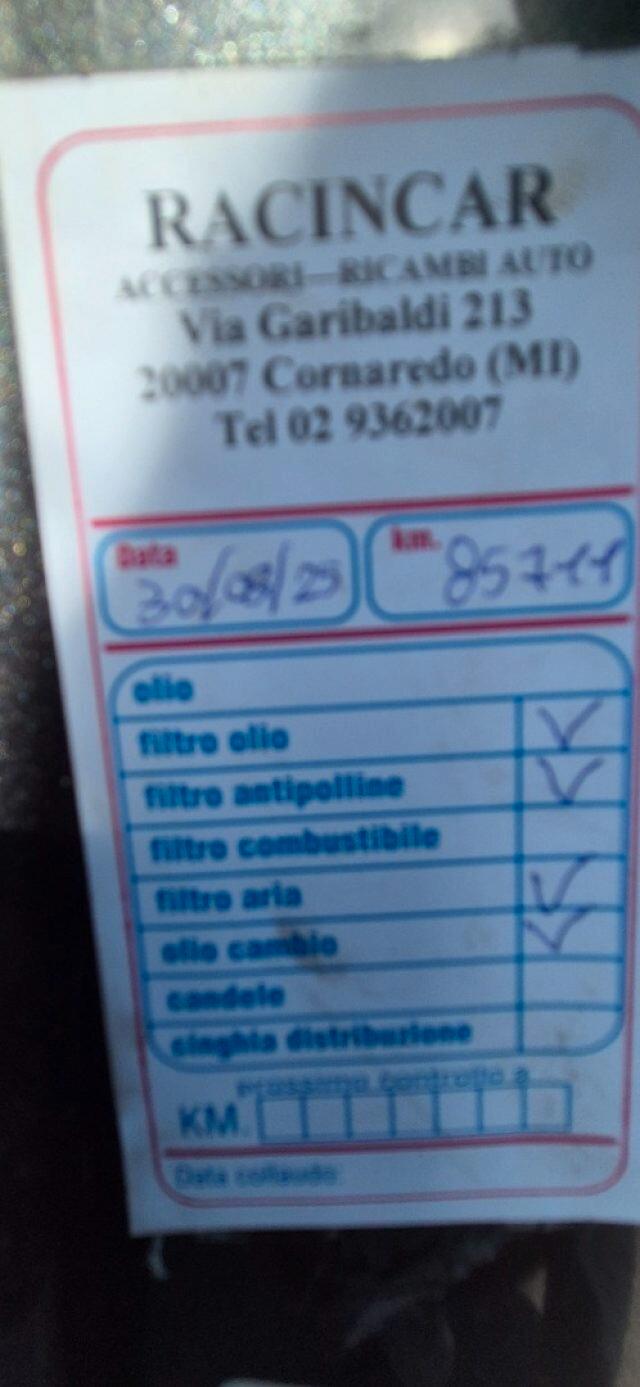 RACINCAR
ACCESSORI—RICAMBI AUTO
Via Garibaldi 213
20007 Cornaredo (MI)
Tel 02 9362007
Data 30/08/25 km. 85711
olio
filtro olio ✓
filtro antipolline ✓
filtro combustibile
filtro aria ✓
olio cambio ✓
candele
cinghia distribuzione
prossimo controllo a
KM.
Data collaudo: